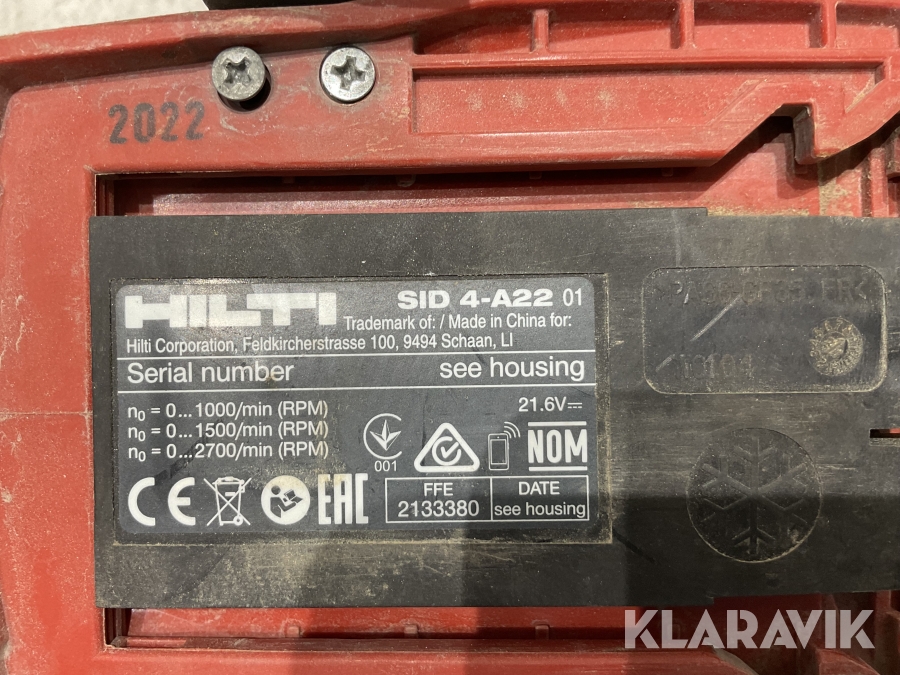 2022
HILTI
SID 4-A22 01
Trademark of: / Made in China for:
Hilti Corporation, Feldkircherstrasse 100, 9494 Schaan, LI
Serial number see housing
n₀ = 0...1000/min (RPM)
n₀ = 0...1500/min (RPM)
n₀ = 0...2700/min (RPM)
21.6V⎓
001
NOM
CE
EAC
FFE
2133380
DATE
see housing
KLARAVIK